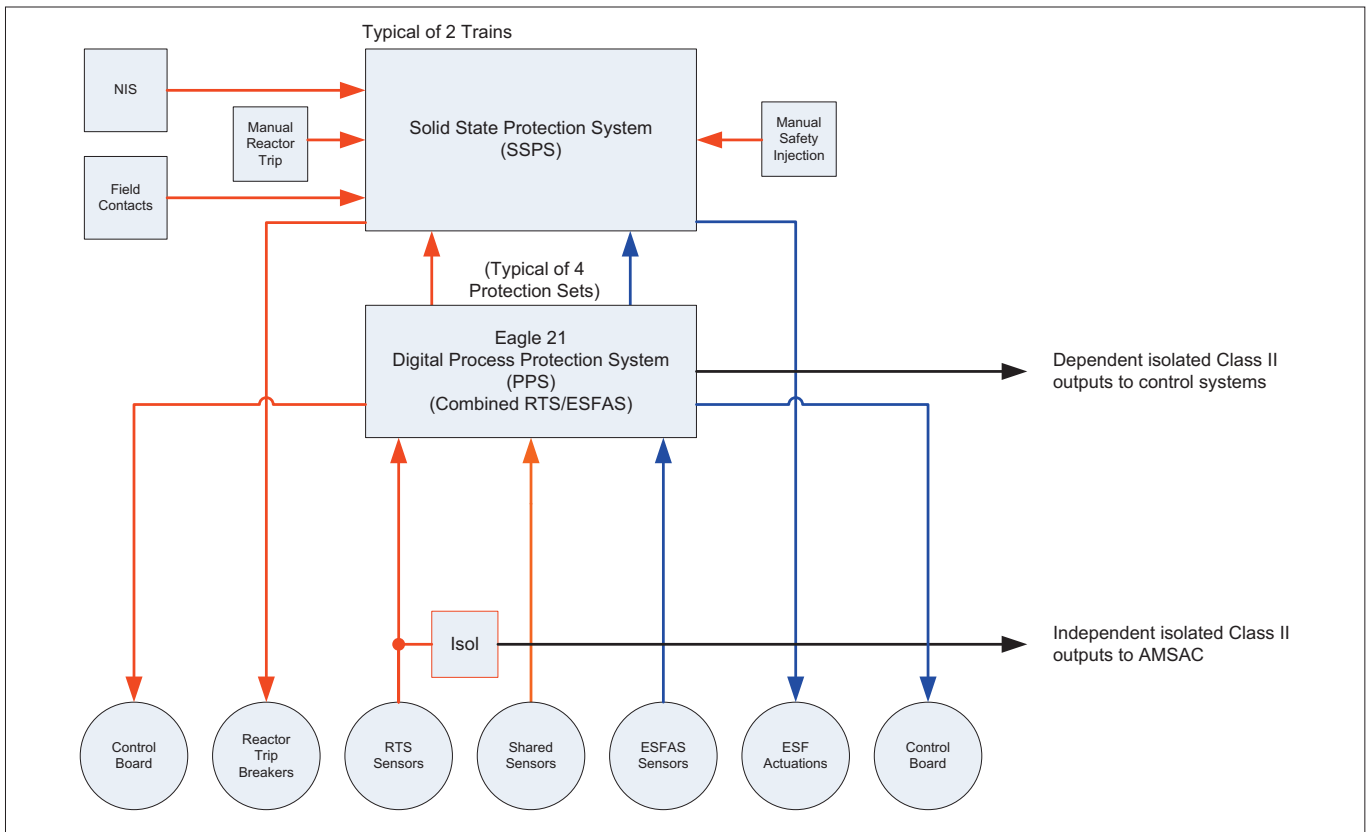 Typical of 2 Trains
NIS
Manual
Reactor
Trip
Field
Contacts
Solid State Protection System
(SSPS)
Manual
Safety
Injection
(Typical of 4
Protection Sets)
Eagle 21
Digital Process Protection System
(PPS)
(Combined RTS/ESFAS)
Dependent isolated Class II
outputs to control systems
Isol
Independent isolated Class II
outputs to AMSAC
Control
Board
Reactor
Trip
Breakers
RTS
Sensors
Shared
Sensors
ESFAS
Sensors
ESF
Actuations
Control
Board